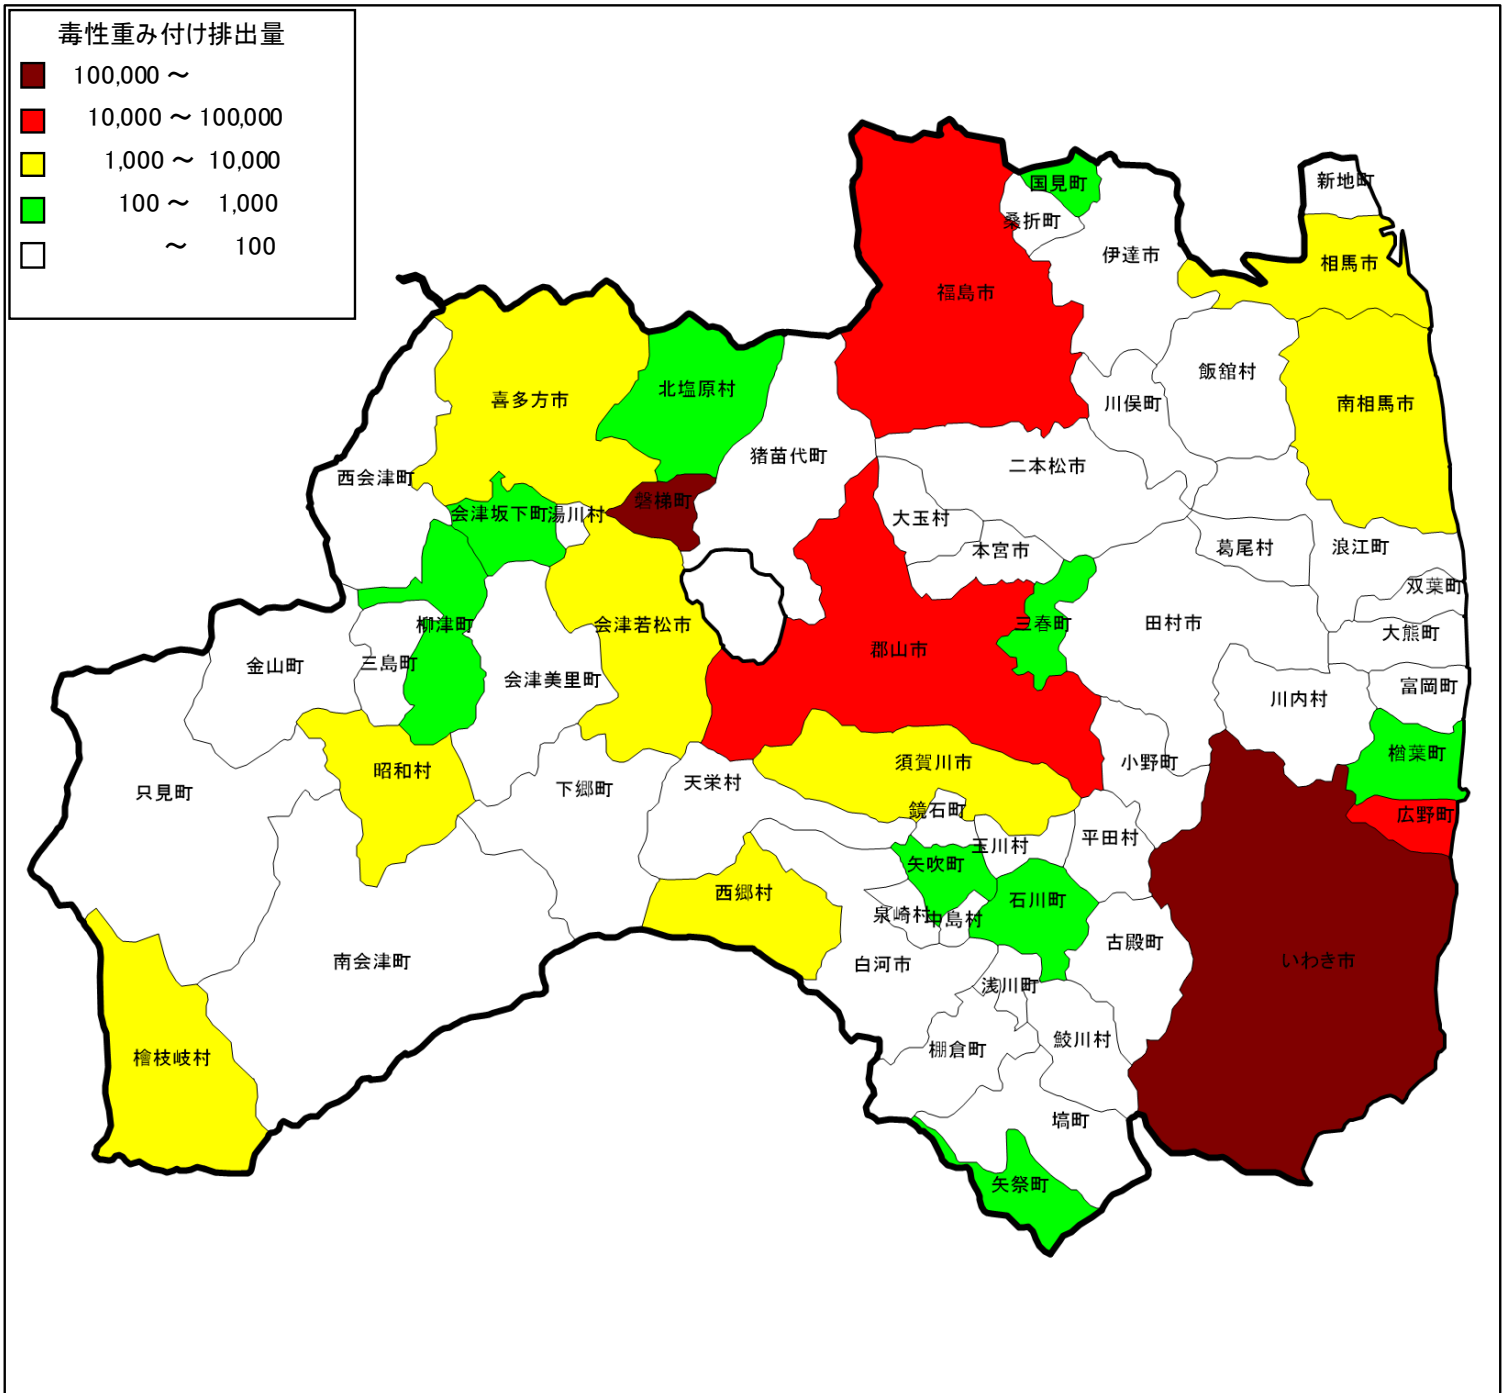 毒性重み付け排出量
100,000 ～
10,000 ～ 100,000
1,000 ～ 10,000
100 ～ 1,000
～ 100
新地町
国見町
桑折町
伊達市
相馬市
福島市
飯舘村
北塩原村
喜多方市
川俣町
南相馬市
猪苗代町
二本松市
西会津町
磐梯町
会津坂下町
湯川村
大玉村
本宮市
葛尾村
浪江町
双葉町
柳津町
会津若松市
三春町
田村市
大熊町
郡山市
金山町
三島町
会津美里町
富岡町
川内村
楢葉町
須賀川市
小野町
昭和村
天栄村
下郷町
只見町
鏡石町
広野町
平田村
玉川村
矢吹町
西郷村
石川町
泉崎村
中島村
古殿町
南会津町
白河市
いわき市
浅川町
鮫川村
棚倉町
檜枝岐村
塙町
矢祭町